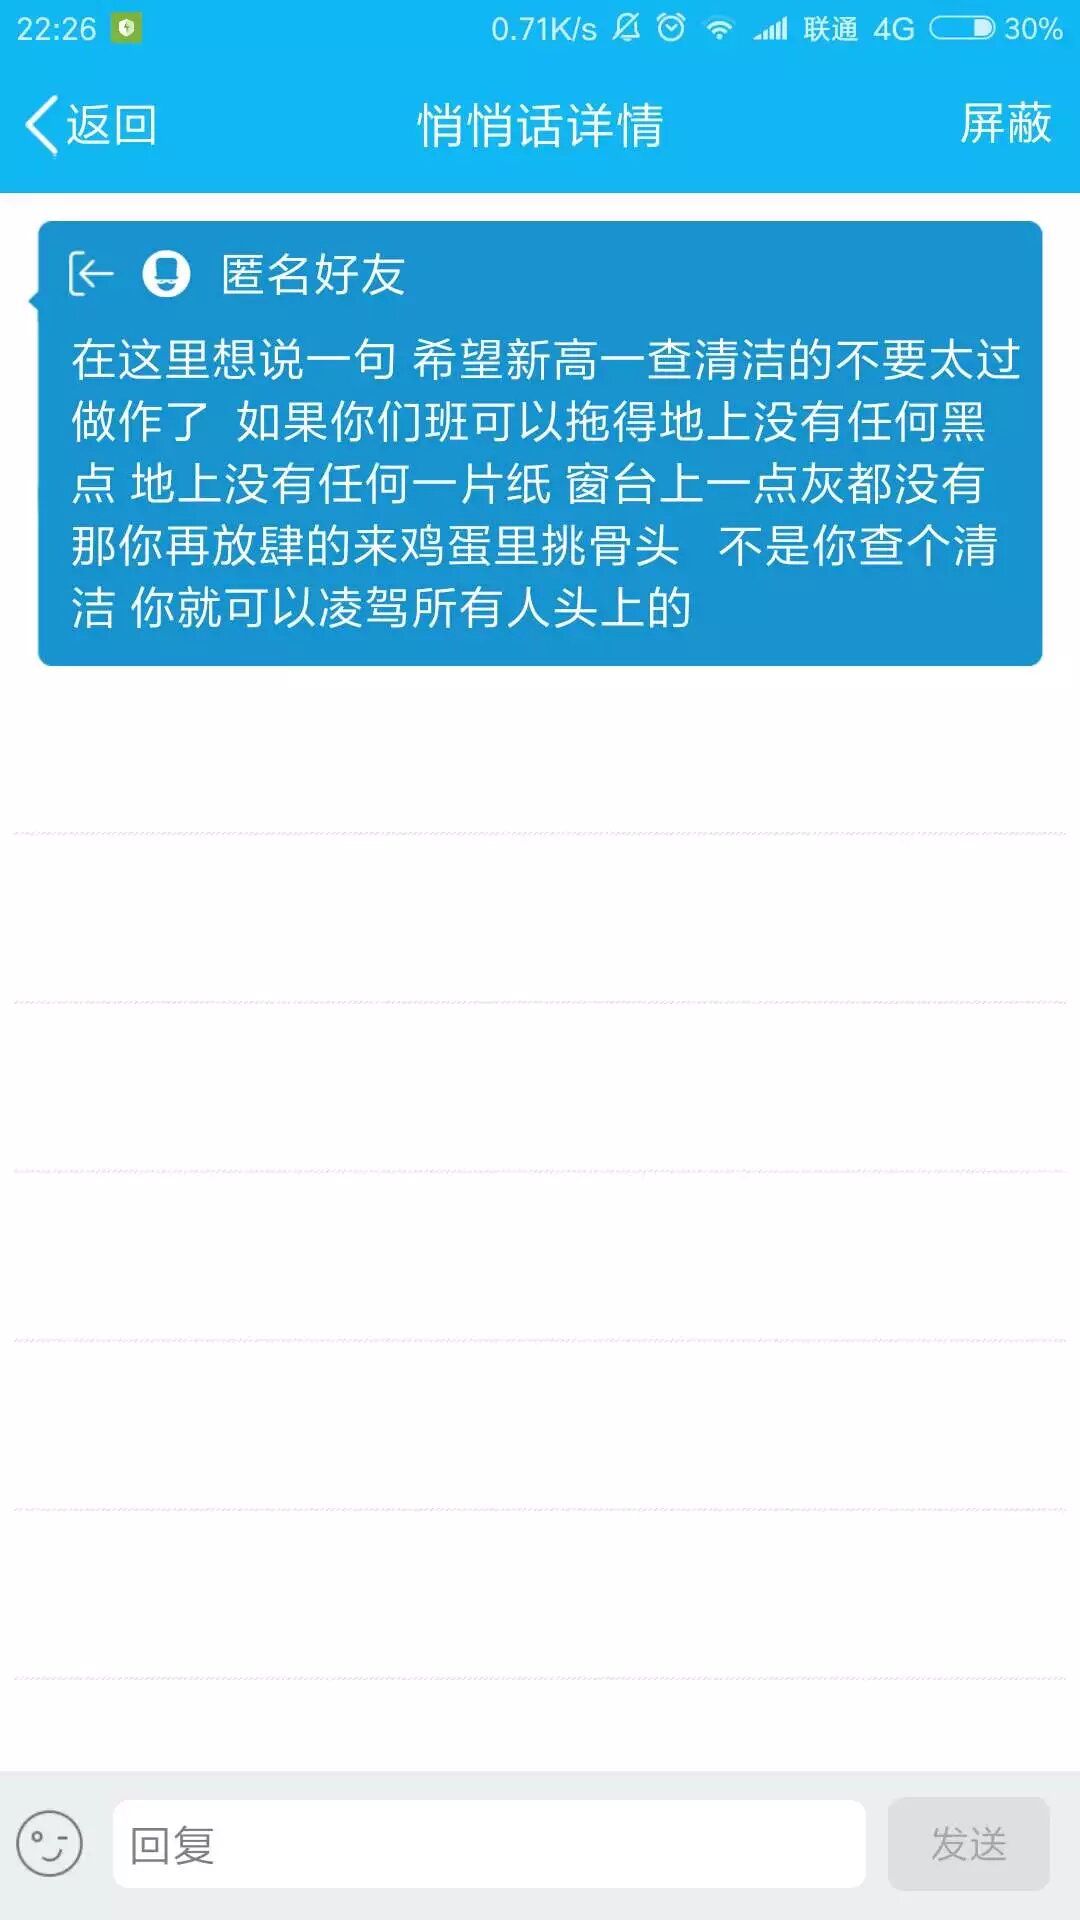 22:26 0.71K/s 联通 4G 30%
返回 悄悄话详情 屏蔽
匿名好友
在这里想说一句 希望新高一查清洁的不要太过
做作了 如果你们班可以拖得地上没有任何黑
点 地上没有任何一片纸 窗台上一点灰都没有
那你再放肆的来鸡蛋里挑骨头 不是你查个清
洁 你就可以凌驾所有人头上的
回复 发送